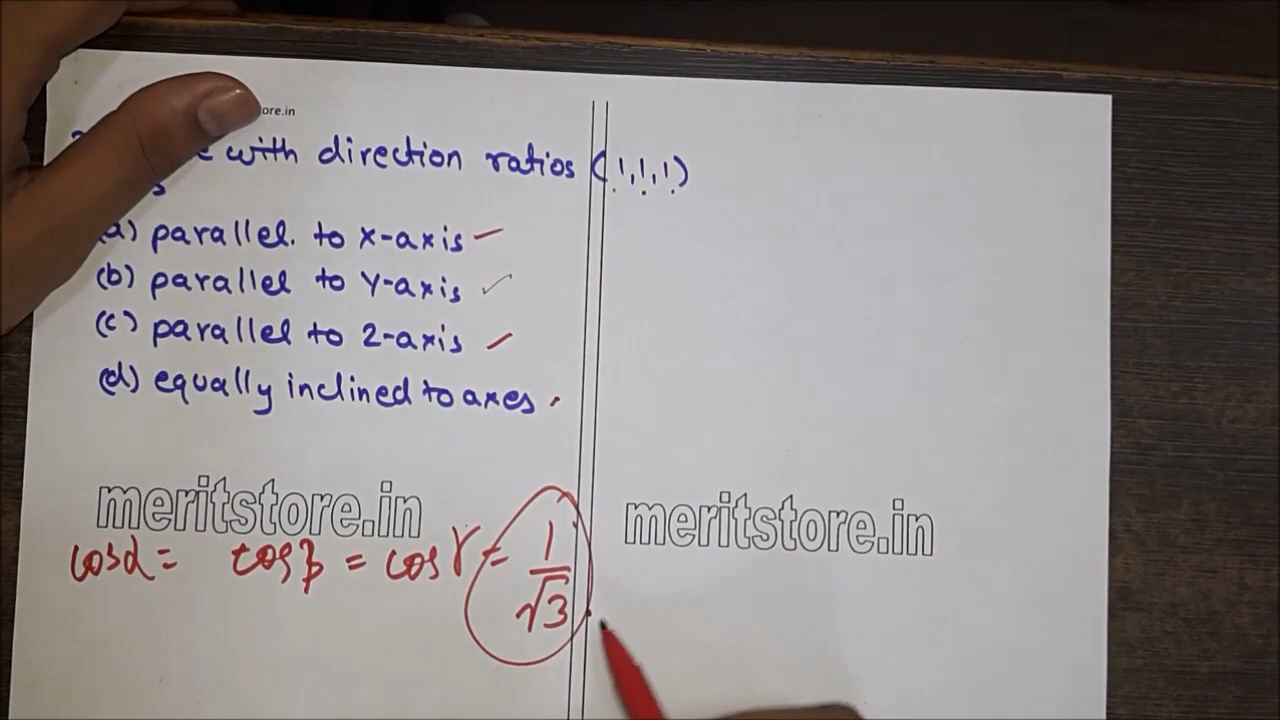 ore.in
with direction ratios (1,1,1)
(a) parallel. to x-axis
(b) parallel to Y-axis
(c) parallel to Z-axis
(d) equally inclined to axes
meritstore.in meritstore.in
cosα = cosβ = cosγ = 1/√3